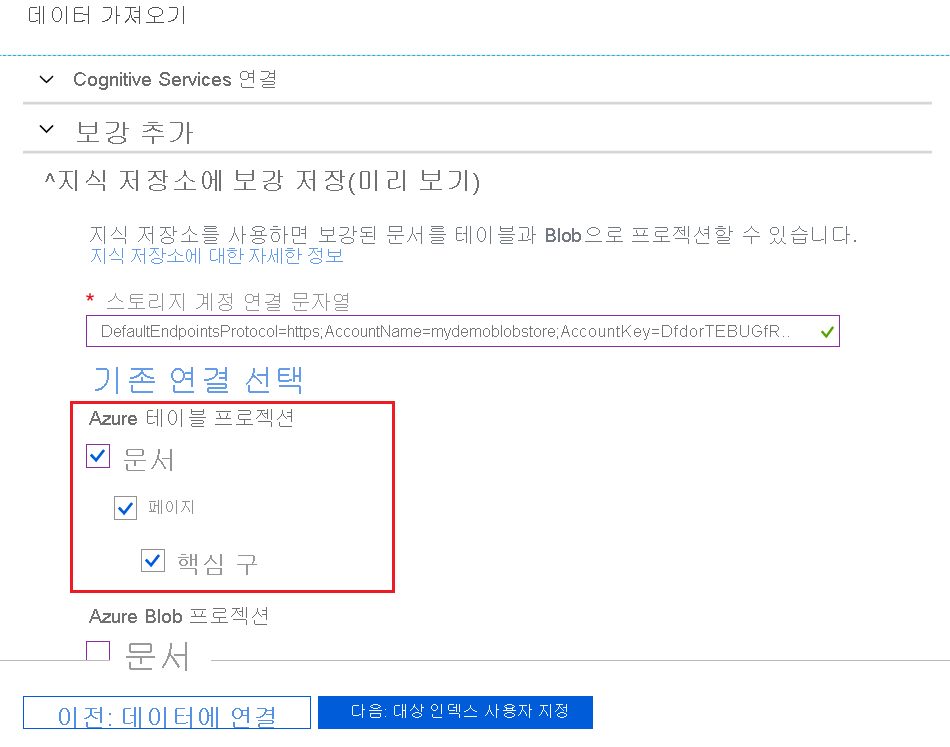 데이터 가져오기
Cognitive Services 연결
보강 추가
^지식 저장소에 보강 저장(미리 보기)
지식 저장소를 사용하면 보강된 문서를 테이블과 Blob으로 프로젝션할 수 있습니다.
지식 저장소에 대한 자세한 정보
* 스토리지 계정 연결 문자열
DefaultEndpointsProtocol=https;AccountName=mydemoblobstore;AccountKey=DfdorTEBUGfR..
기존 연결 선택
Azure 테이블 프로젝션
문서
페이지
핵심 구
Azure Blob 프로젝션
문서
이전: 데이터에 연결
다음: 대상 인덱스 사용자 지정